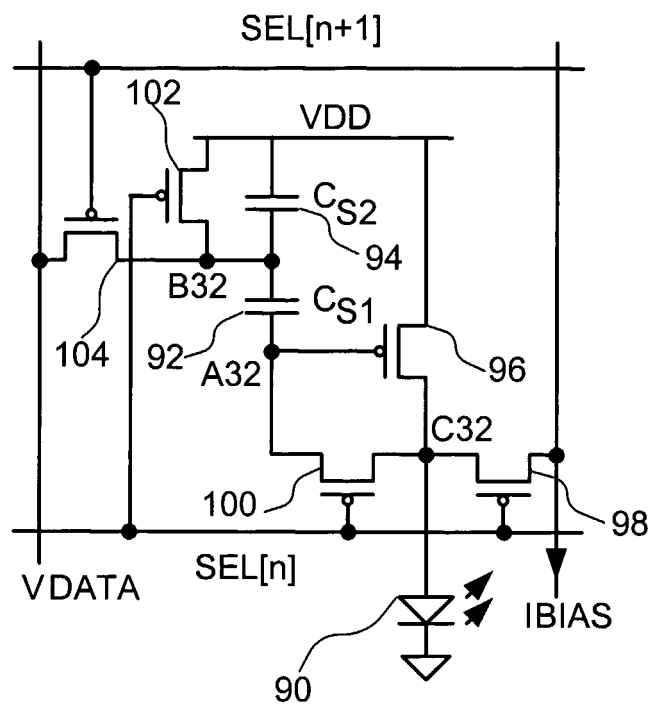 SEL[n+1]
102
VDD
CS2
94
B32
CS1
104
92
A32
96
C32
100
98
SEL[n]
VDATA
IBIAS
90